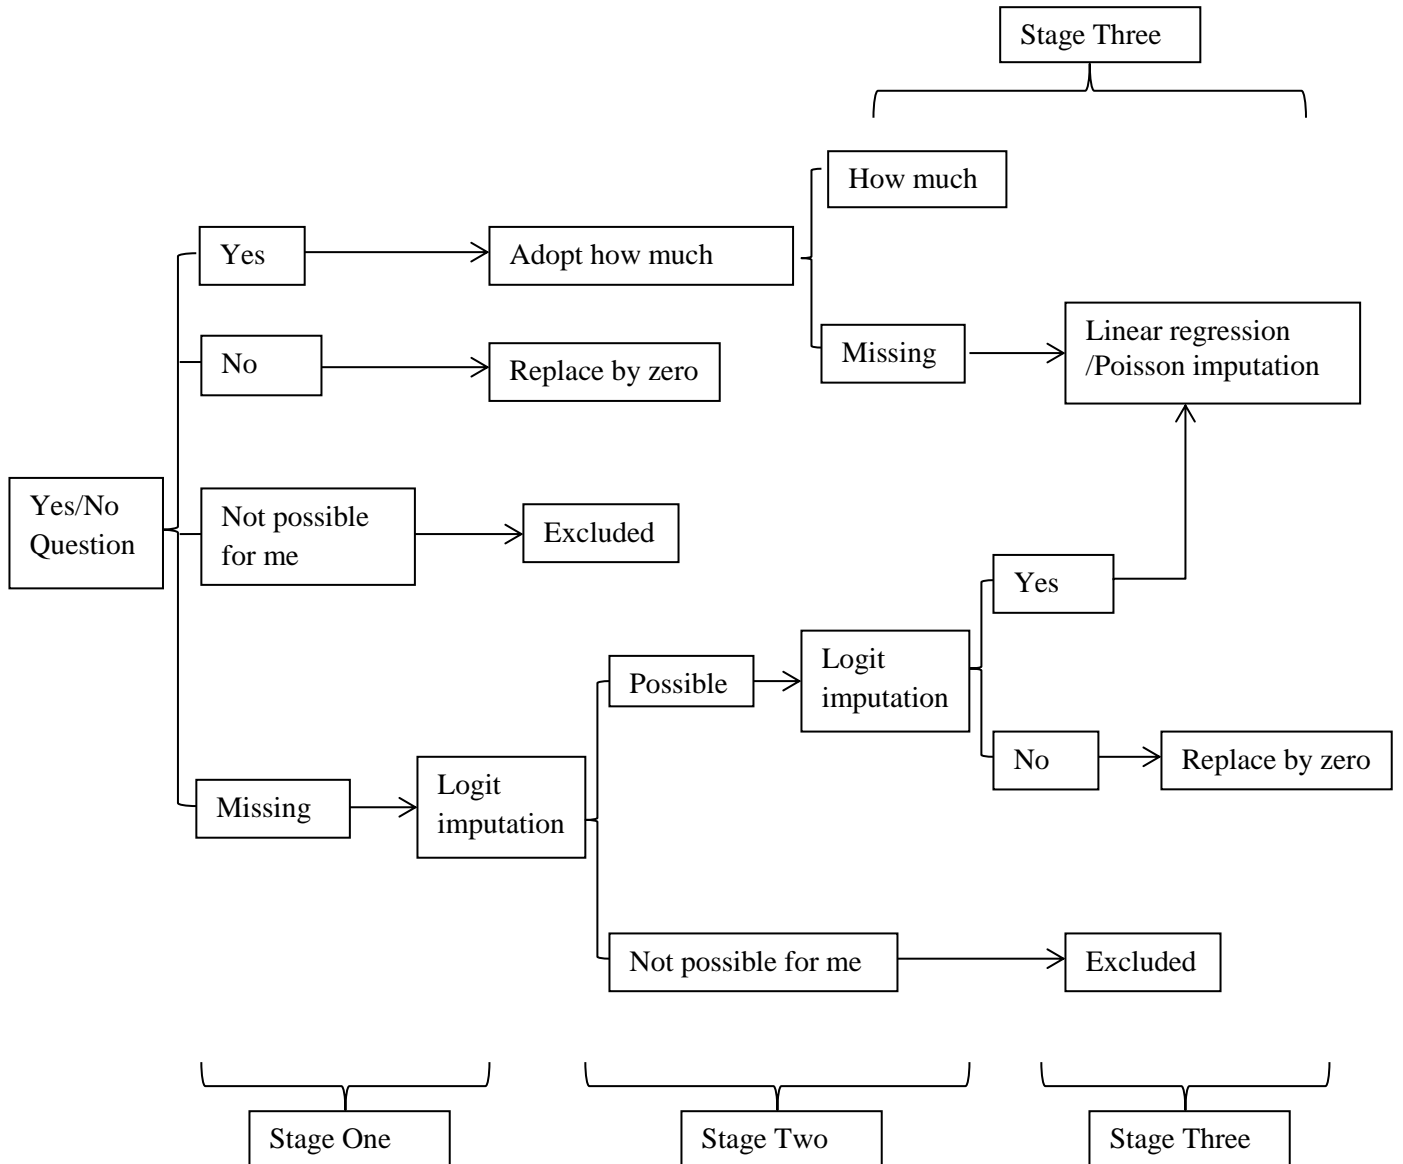 Stage Three
How much
Yes
Adopt how much
Missing
Linear regression
/Poisson imputation
No
Replace by zero
Yes/No
Question
Not possible
for me
Excluded
Yes
Possible
Logit
imputation
No
Replace by zero
Missing
Logit
imputation
Not possible for me
Excluded
Stage One
Stage Two
Stage Three